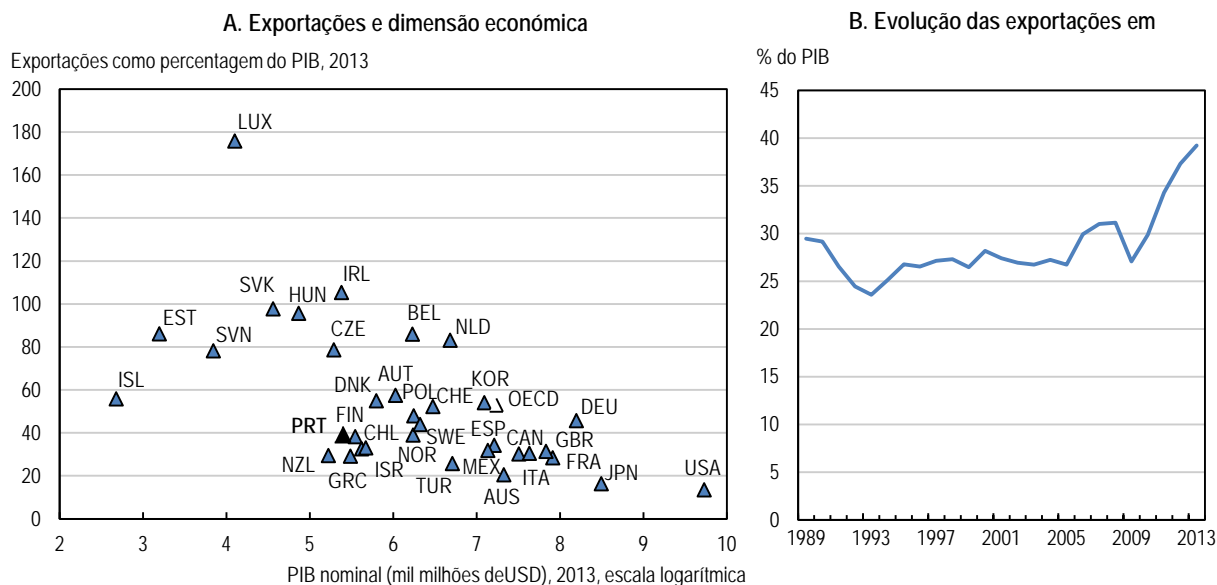 A. Exportações e dimensão económica
Exportações como percentagem do PIB, 2013
200
180
160
140
120
100
80
60
40
20
0
LUX
IRL
SVK
HUN
EST
SVN
CZE
BEL
NLD
ISL
DNK
AUT
POL
CHE
KOR
OECD
DEU
PRT
FIN
CHL
NOR
SWE
ESP
CAN
GBR
NZL
GRC
ISR
TUR
MEX
AUS
ITA
FRA
JPN
USA
2 3 4 5 6 7 8 9 10
PIB nominal (mil milhões deUSD), 2013, escala logarítmica
B. Evolução das exportações em
% do PIB
45
40
35
30
25
20
15
10
5
0
1989 1993 1997 2001 2005 2009 2013